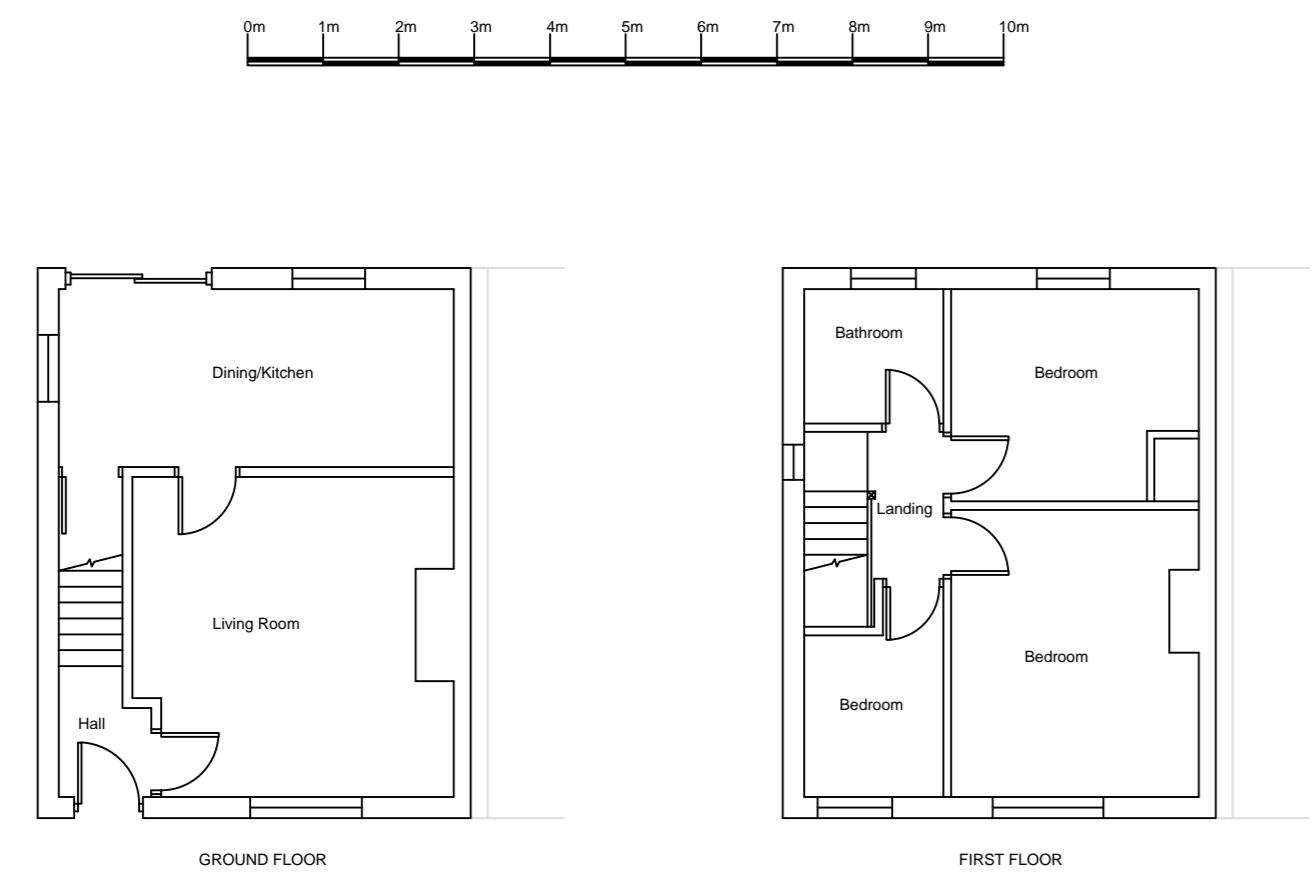 0m 1m 2m 3m 4m 5m 6m 7m 8m 9m 10m
Dining/Kitchen
Living Room
Hall
GROUND FLOOR
Bathroom
Bedroom
Landing
Bedroom
Bedroom
FIRST FLOOR